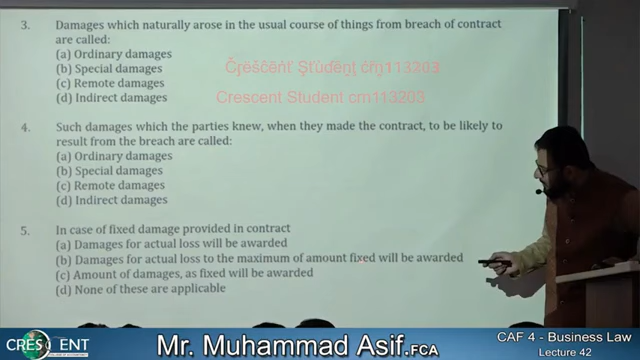 3. Damages which naturally arose in the usual course of things from breach of contract
are called:
(a) Ordinary damages
(b) Special damages
(c) Remote damages
(d) Indirect damages
Crescent Student crn113203
4. Such damages which the parties knew, when they made the contract, to be likely to
result from the breach are called:
(a) Ordinary damages
(b) Special damages
(c) Remote damages
(d) Indirect damages
5. In case of fixed damage provided in contract
(a) Damages for actual loss will be awarded
(b) Damages for actual loss to the maximum of amount fixed will be awarded
(c) Amount of damages, as fixed will be awarded
(d) None of these are applicable
CRESCENT
Mr. Muhammad Asif.FCA
CAF 4 - Business Law
Lecture 42